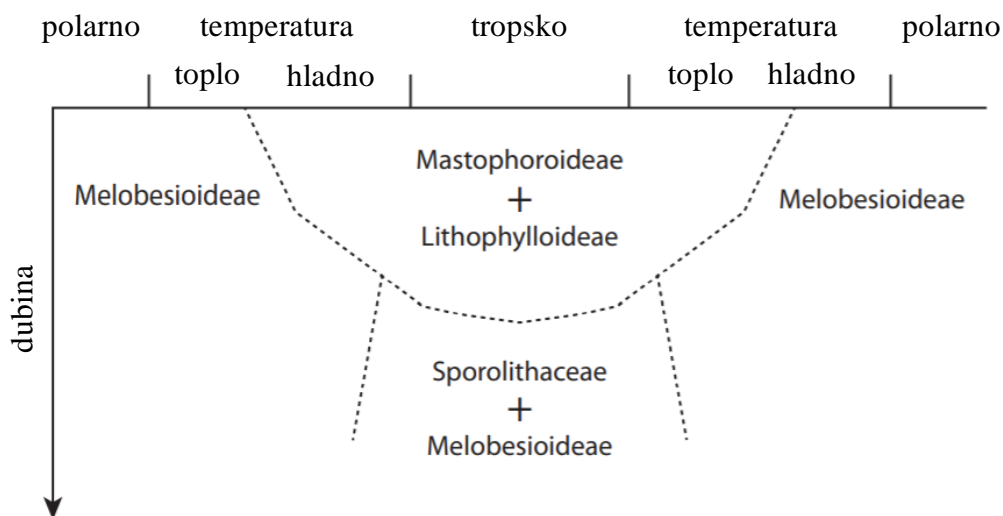 polarno temperatura tropsko temperatura polarno
toplo hladno toplo hladno
Mastophoroideae
Melobesioideae + Melobesioideae
Lithophylloideae
dubina
Sporolithaceae
+
Melobesioideae